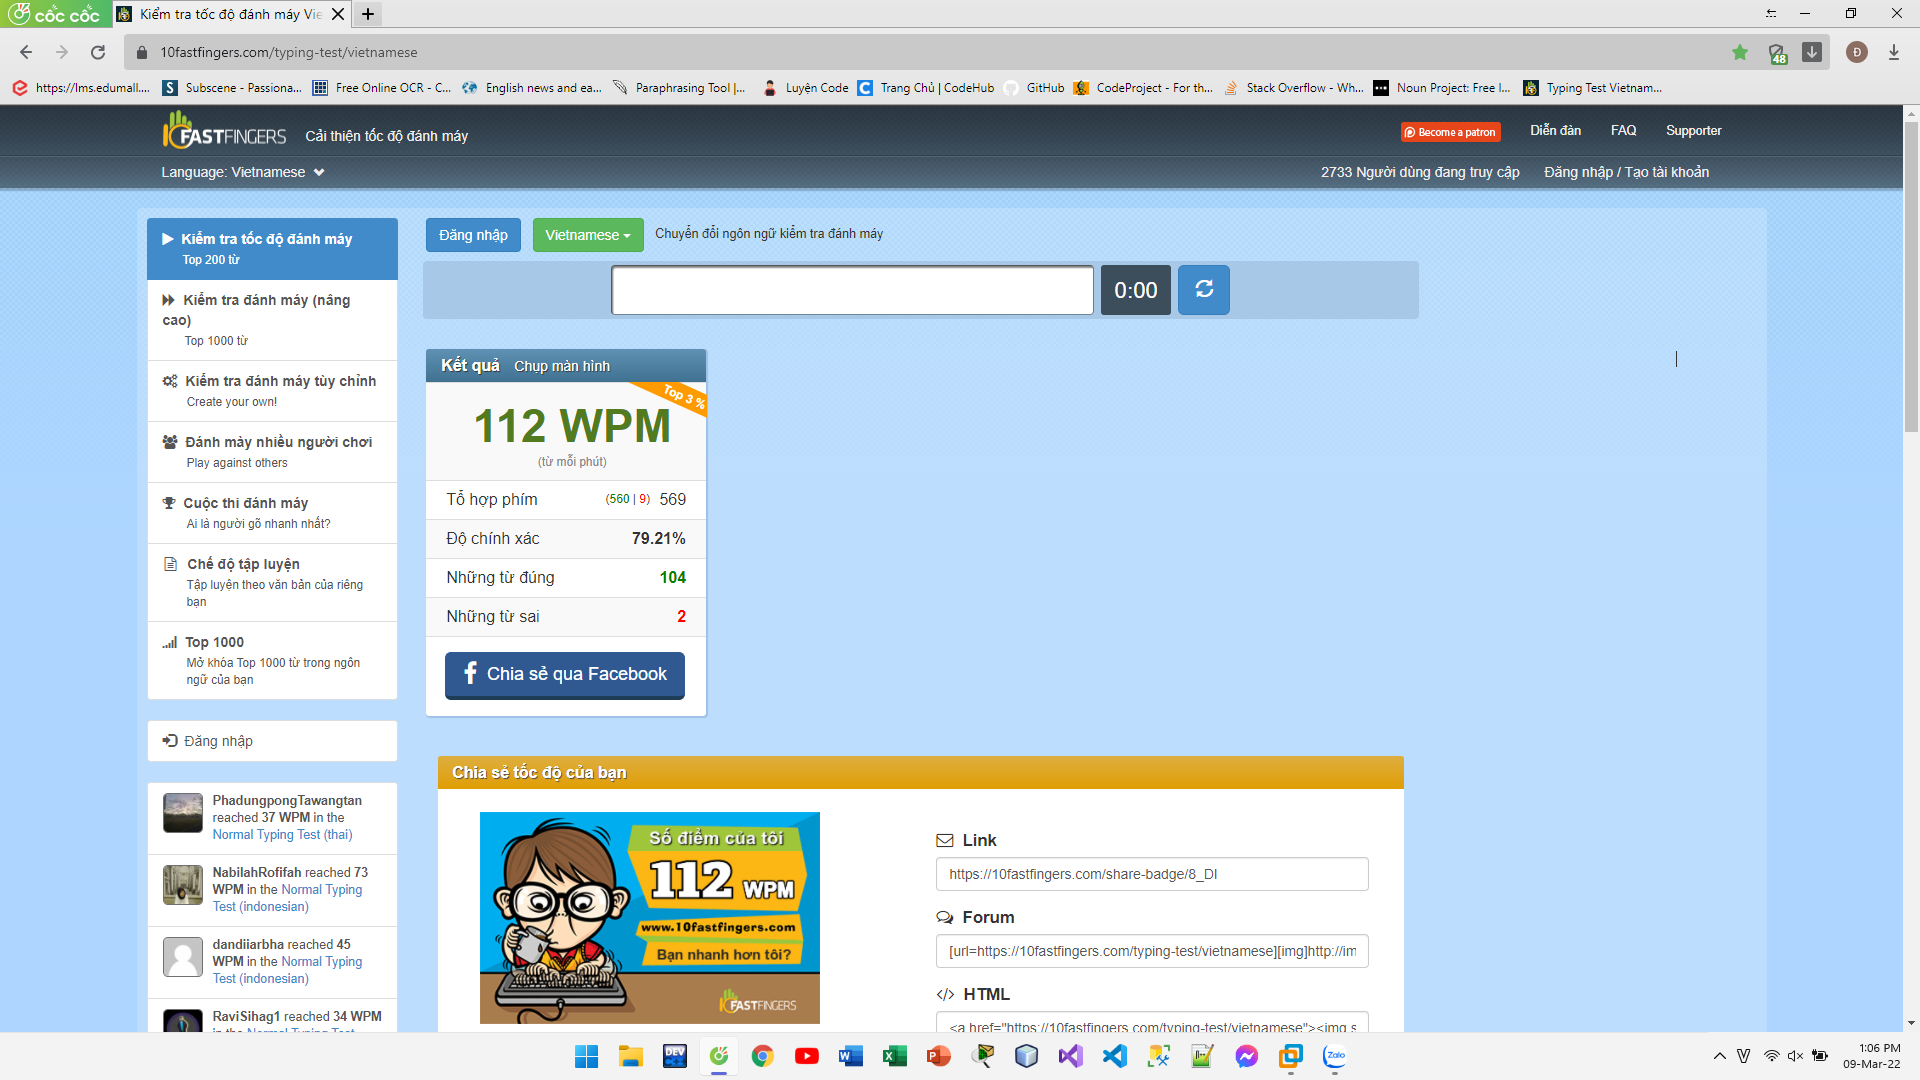 cốc cốc
Kiểm tra tốc độ đánh máy Vie
10fastfingers.com/typing-test/vietnamese
48
Đ
https://lms.edumall....
Subscene - Passiona...
Free Online OCR - C...
English news and ea...
Paraphrasing Tool |...
Luyện Code
Trang Chủ | CodeHub
GitHub
CodeProject - For th...
Stack Overflow - Wh...
Noun Project: Free I...
Typing Test Vietnam...
10FASTFINGERS
Cải thiện tốc độ đánh máy
Become a patron
Diễn đàn
FAQ
Supporter
Language: Vietnamese
2733 Người dùng đang truy cập
Đăng nhập / Tạo tài khoản
Kiểm tra tốc độ đánh máy
Top 200 từ
Kiểm tra đánh máy (nâng
cao)
Top 1000 từ
Kiểm tra đánh máy tùy chỉnh
Create your own!
Đánh mày nhiều người chơi
Play against others
Cuộc thi đánh máy
Ai là người gõ nhanh nhất?
Chế độ tập luyện
Tập luyện theo văn bản của riêng
bạn
Top 1000
Mở khóa Top 1000 từ trong ngôn
ngữ của bạn
Đăng nhập
PhadungpongTawangtan
reached 37 WPM in the
Normal Typing Test (thai)
NabilahRofifah reached 73
WPM in the Normal Typing
Test (indonesian)
dandiiarbha reached 45
WPM in the Normal Typing
Test (indonesian)
RaviSihag1 reached 34 WPM
in the Normal Typing Test
Đăng nhập
Vietnamese
Chuyển đổi ngôn ngữ kiểm tra đánh máy
0:00
Kết quả Chụp màn hình
Top 3 %
112 WPM
(từ mỗi phút)
Tổ hợp phím (560 | 9) 569
Độ chính xác 79.21%
Những từ đúng 104
Những từ sai 2
Chia sẻ qua Facebook
Chia sẻ tốc độ của bạn
Số điểm của tôi
112 WPM
www.10fastfingers.com
Bạn nhanh hơn tôi?
10FASTFINGERS
Link
https://10fastfingers.com/share-badge/8_DI
Forum
[url=https://10fastfingers.com/typing-test/vietnamese][img]http://im
HTML
<a href="https://10fastfingers.com/typing-test/vietnamese"><img s
DEV
C++
Zalo
V
1:06 PM
09-Mar-22